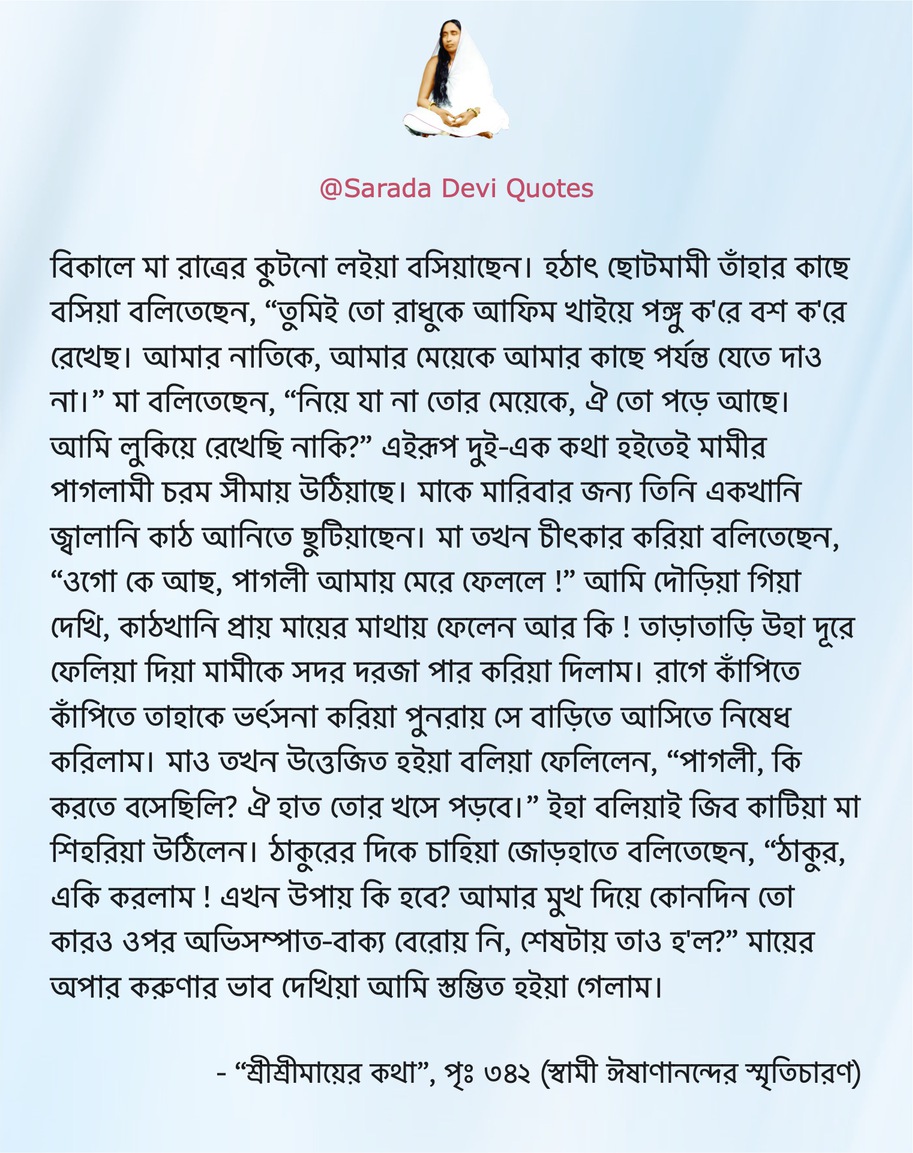 @Sarada Devi Quotes
বিকালে মা রাত্রের কুটনো লইয়া বসিয়াছেন। হঠাৎ ছোটমামী তাঁহার কাছে
বসিয়া বলিতেছেন, “তুমিই তো রাধুকে আফিম খাইয়ে পঙ্গু ক'রে বশ ক'রে
রেখেছ। আমার নাতিকে, আমার মেয়েকে আমার কাছে পর্যন্ত যেতে দাও
না।” মা বলিতেছেন, “নিয়ে যা না তোর মেয়েকে, ঐ তো পড়ে আছে।
আমি লুকিয়ে রেখেছি নাকি?” এইরূপ দুই-এক কথা হইতেই মামীর
পাগলামী চরম সীমায় উঠিয়াছে। মাকে মারিবার জন্য তিনি একখানি
জ্বালানি কাঠ আনিতে ছুটিয়াছেন। মা তখন চীৎকার করিয়া বলিতেছেন,
“ওগো কে আছ, পাগলী আমায় মেরে ফেললে !” আমি দৌড়িয়া গিয়া
দেখি, কাঠখানি প্রায় মায়ের মাথায় ফেলেন আর কি ! তাড়াতাড়ি উহা দূরে
ফেলিয়া দিয়া মামীকে সদর দরজা পার করিয়া দিলাম। রাগে কাঁপিতে
কাঁপিতে তাহাকে ভর্ৎসনা করিয়া পুনরায় সে বাড়িতে আসিতে নিষেধ
করিলাম। মাও তখন উত্তেজিত হইয়া বলিয়া ফেলিলেন, “পাগলী, কি
করতে বসেছিলি? ঐ হাত তোর খসে পড়বে।” ইহা বলিয়াই জিব কাটিয়া মা
শিহরিয়া উঠিলেন। ঠাকুরের দিকে চাহিয়া জোড়হাতে বলিতেছেন, “ঠাকুর,
একি করলাম ! এখন উপায় কি হবে? আমার মুখ দিয়ে কোনদিন তো
কারও ওপর অভিসম্পাত-বাক্য বেরোয় নি, শেষটায় তাও হ'ল?” মায়ের
অপার করুণার ভাব দেখিয়া আমি স্তম্ভিত হইয়া গেলাম।
- “শ্রীশ্রীমায়ের কথা”, পৃঃ ৩৪২ (স্বামী ঈষাণানন্দের স্মৃতিচারণ)